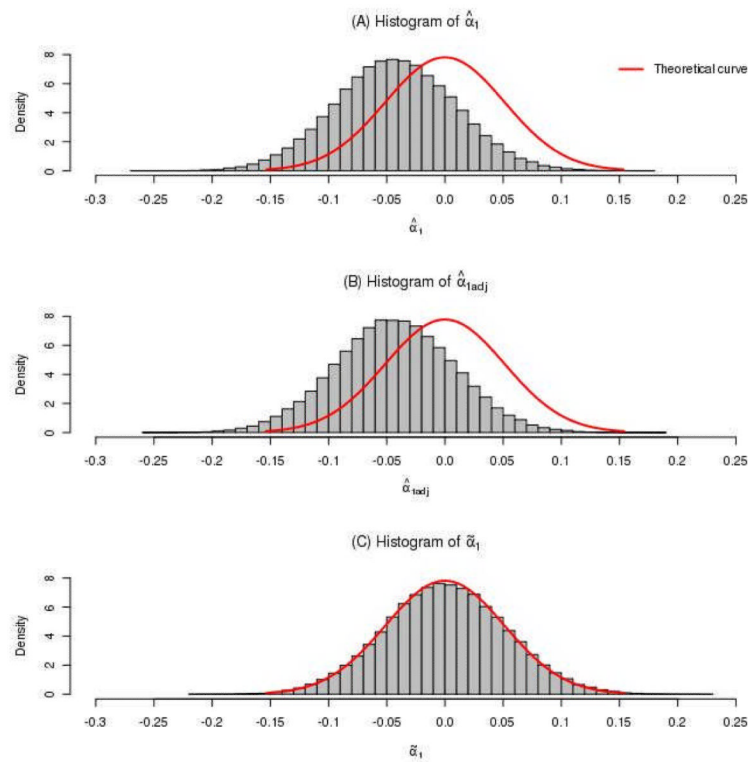 (A) Histogram of α̂₁
8
6
4
2
0
Density
Theoretical curve
-0.3 -0.25 -0.2 -0.15 -0.1 -0.05 0.0 0.05 0.1 0.15 0.2 0.25
α̂₁
(B) Histogram of α̂₁adj
8
6
4
2
0
Density
-0.3 -0.25 -0.2 -0.15 -0.1 -0.05 0.0 0.05 0.1 0.15 0.2 0.25
α̂₁adj
(C) Histogram of α̃₁
8
6
4
2
0
Density
-0.3 -0.25 -0.2 -0.15 -0.1 -0.05 0.0 0.05 0.1 0.15 0.2 0.25
α̃₁